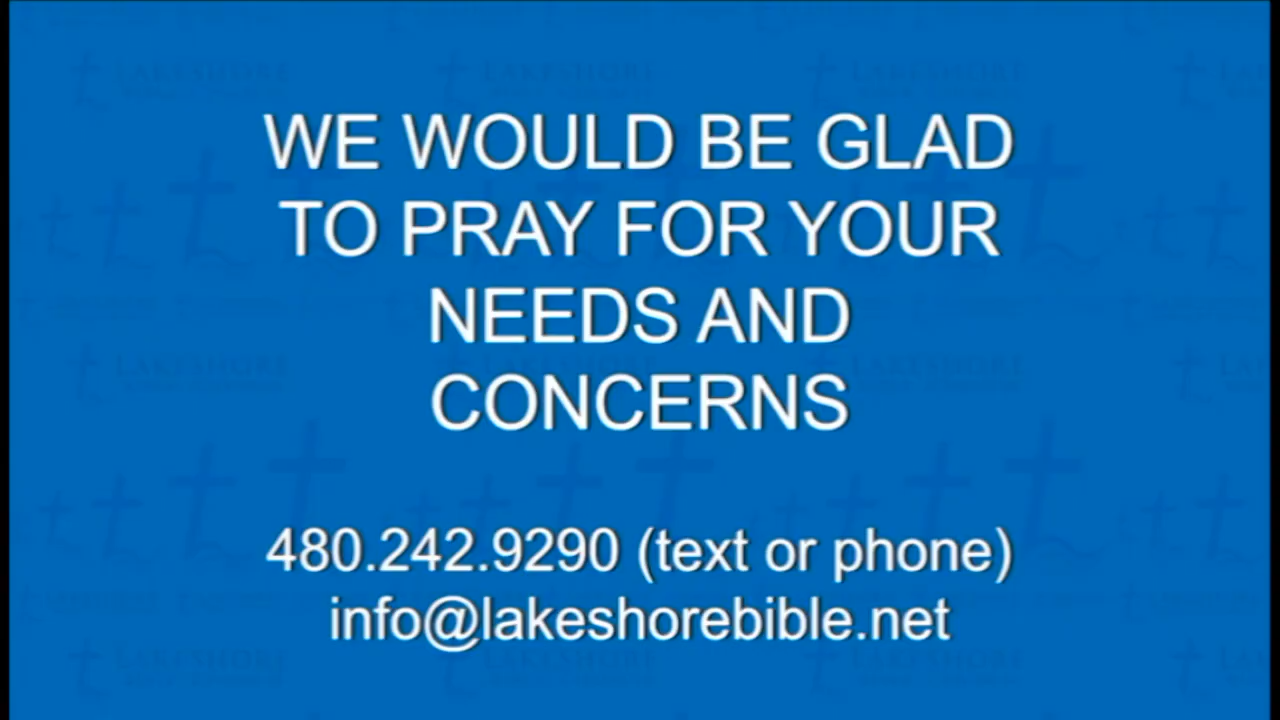 WE WOULD BE GLAD
TO PRAY FOR YOUR
NEEDS AND
CONCERNS
480.242.9290 (text or phone)
info@lakeshorebible.net